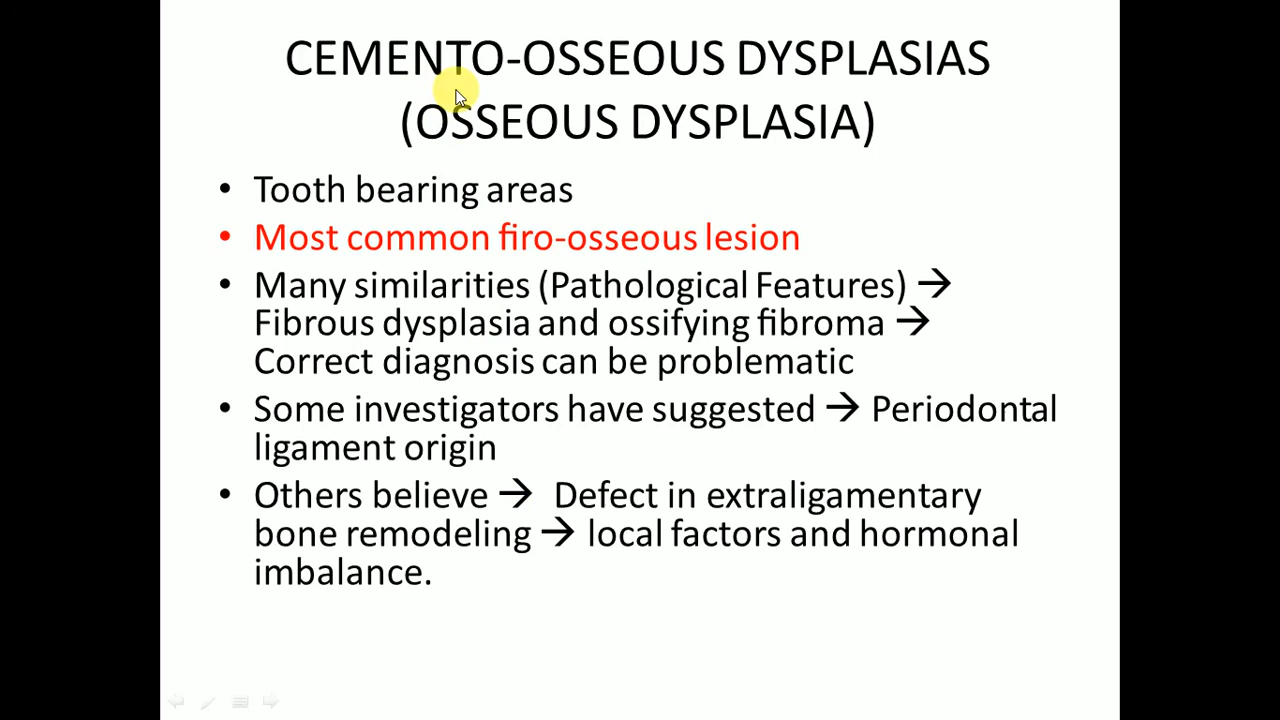 CEMENTO-OSSEOUS DYSPLASIAS
(OSSEOUS DYSPLASIA)
• Tooth bearing areas
• Most common firo-osseous lesion
• Many similarities (Pathological Features) →
Fibrous dysplasia and ossifying fibroma →
Correct diagnosis can be problematic
• Some investigators have suggested → Periodontal
ligament origin
• Others believe → Defect in extraligamentary
bone remodeling → local factors and hormonal
imbalance.